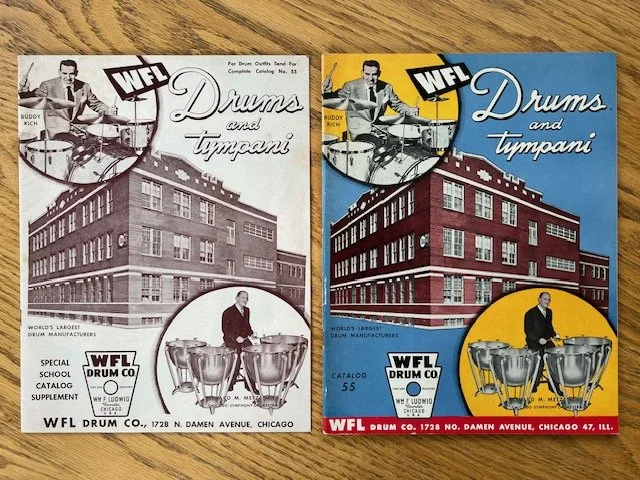 For Drum Outfits Send For
Complete Catalog No. 55
WFL
Drums
and
tympani
BUDDY
RICH
WORLD'S LARGEST
DRUM MANUFACTURERS
SPECIAL
SCHOOL
CATALOG
SUPPLEMENT
WFL
DRUM CO.
WM F. LUDWIG
CHICAGO
U.S.A.
CHICAGO SYMPHONY ORCHESTRA
WFL DRUM CO., 1728 N. DAMEN AVENUE, CHICAGO
WFL
Drums
and
tympani
BUDDY
RICH
WORLD'S LARGEST
DRUM MANUFACTURERS
CATALOG
55
WFL
DRUM CO.
WM F. LUDWIG
CHICAGO
U.S.A.
WFL DRUM CO. 1728 NO. DAMEN AVENUE, CHICAGO 47, ILL.